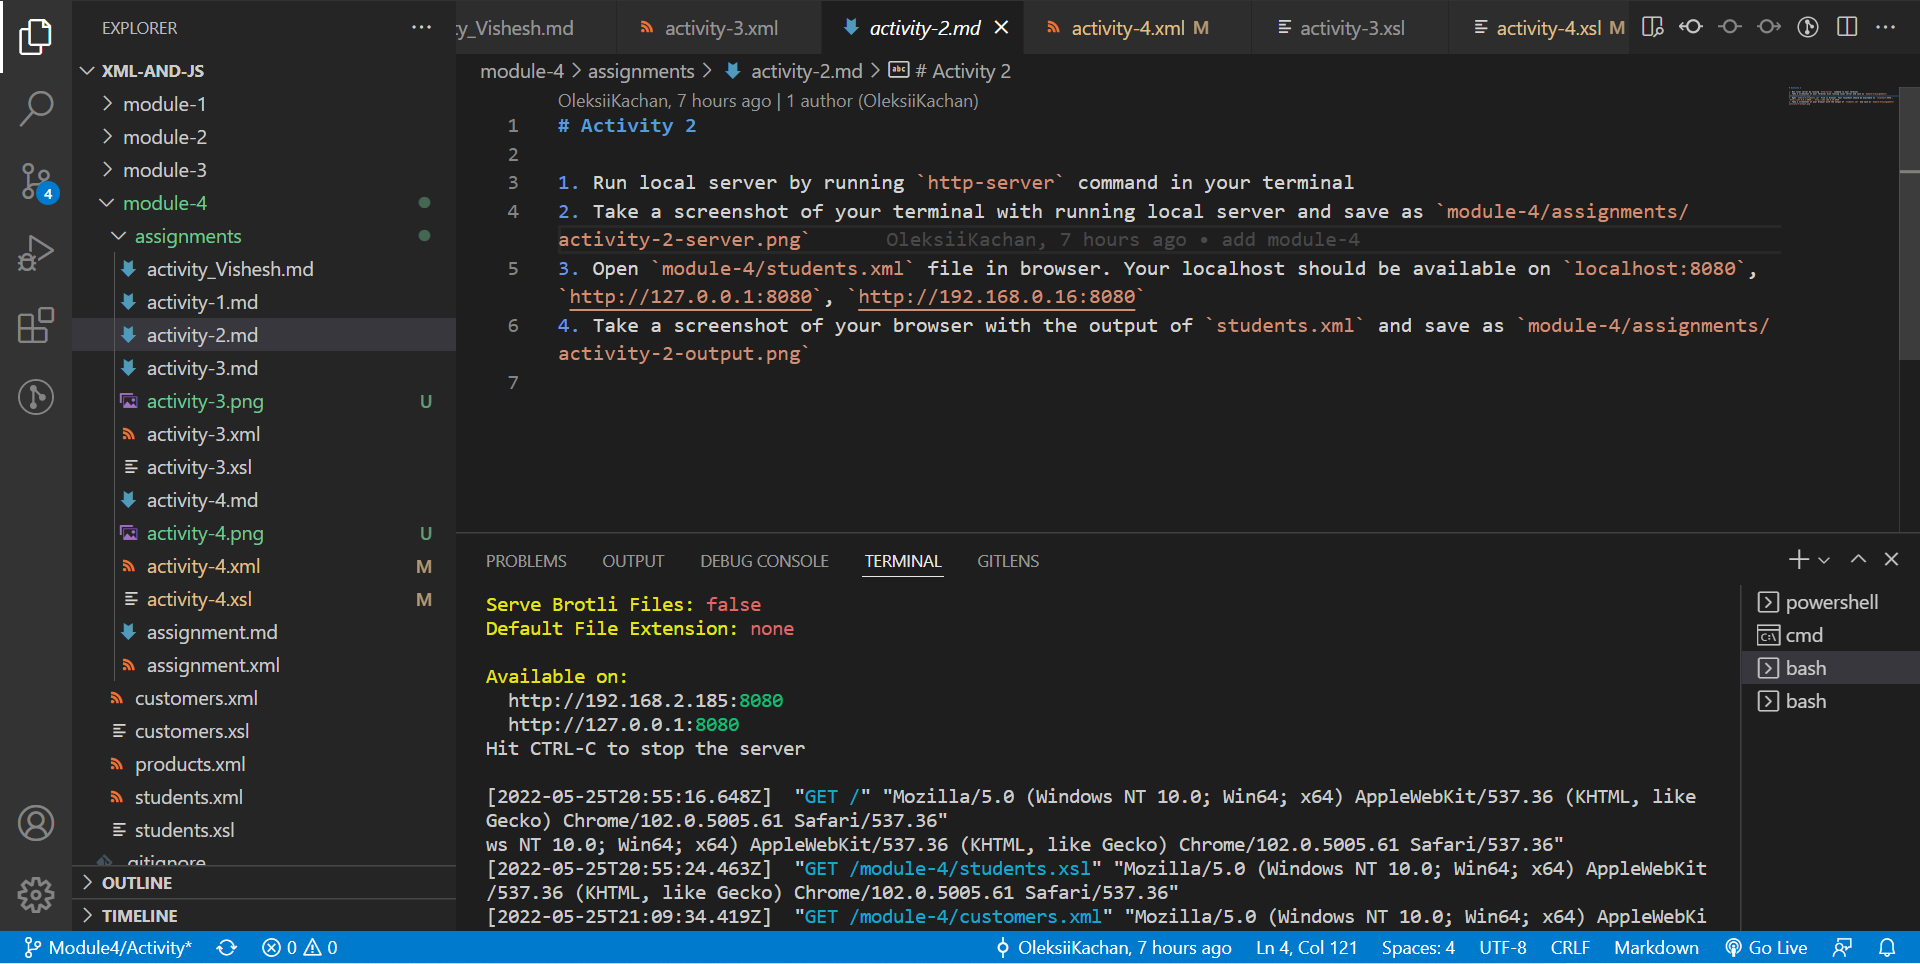 EXPLORER
XML-AND-JS
module-1
module-2
module-3
module-4
assignments
activity_Vishesh.md
activity-1.md
activity-2.md
activity-3.md
activity-3.png U
activity-3.xml
activity-3.xsl
activity-4.md
activity-4.png U
activity-4.xml M
activity-4.xsl M
assignment.md
assignment.xml
customers.xml
customers.xsl
products.xml
students.xml
students.xsl
.gitignore
OUTLINE
TIMELINE
4
ty_Vishesh.md activity-3.xml activity-2.md activity-4.xml M activity-3.xsl activity-4.xsl M
module-4 > assignments > activity-2.md > abc # Activity 2
OleksiiKachan, 7 hours ago | 1 author (OleksiiKachan)
1 # Activity 2
2
3 1. Run local server by running `http-server` command in your terminal
4 2. Take a screenshot of your terminal with running local server and save as `module-4/assignments/
activity-2-server.png` OleksiiKachan, 7 hours ago • add module-4
5 3. Open `module-4/students.xml` file in browser. Your localhost should be available on `localhost:8080`,
`http://127.0.0.1:8080`, `http://192.168.0.16:8080`
6 4. Take a screenshot of your browser with the output of `students.xml` and save as `module-4/assignments/
activity-2-output.png`
7
PROBLEMS OUTPUT DEBUG CONSOLE TERMINAL GITLENS
Serve Brotli Files: false
Default File Extension: none
Available on:
http://192.168.2.185:8080
http://127.0.0.1:8080
Hit CTRL-C to stop the server
[2022-05-25T20:55:16.648Z]  "GET /" "Mozilla/5.0 (Windows NT 10.0; Win64; x64) AppleWebKit/537.36 (KHTML, like
Gecko) Chrome/102.0.5005.61 Safari/537.36"
ws NT 10.0; Win64; x64) AppleWebKit/537.36 (KHTML, like Gecko) Chrome/102.0.5005.61 Safari/537.36"
[2022-05-25T20:55:24.463Z]  "GET /module-4/students.xsl" "Mozilla/5.0 (Windows NT 10.0; Win64; x64) AppleWebKit
/537.36 (KHTML, like Gecko) Chrome/102.0.5005.61 Safari/537.36"
[2022-05-25T21:09:34.419Z]  "GET /module-4/customers.xml" "Mozilla/5.0 (Windows NT 10.0; Win64; x64) AppleWebKi
powershell
cmd
bash
bash
Module4/Activity* 0 0 OleksiiKachan, 7 hours ago Ln 4, Col 121 Spaces: 4 UTF-8 CRLF Markdown Go Live